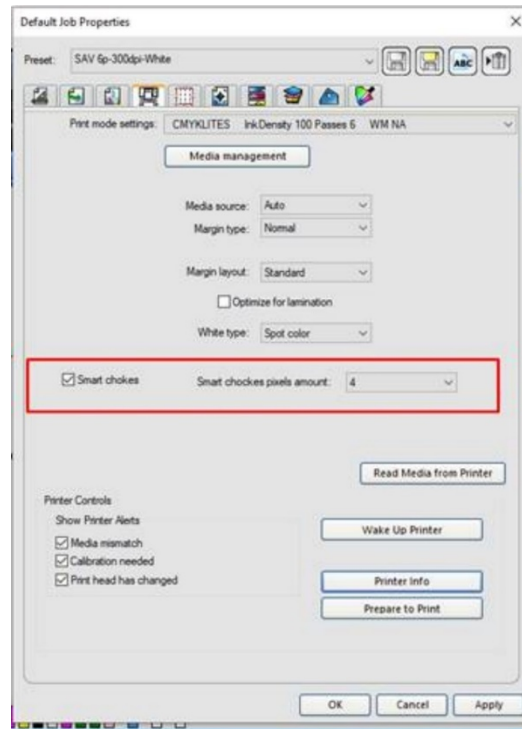 Default Job Properties
Preset: SAV 6p-300dpi-White
ABC
Print mode settings: CMYKLITES InkDensity 100 Passes 6 WM NA
Media management
Media source: Auto
Margin type: Normal
Margin layout: Standard
Optimize for lamination
White type: Spot color
Smart chokes Smart chockes pixels amount: 4
Read Media from Printer
Printer Controls
Show Printer Alerts
Wake Up Printer
Media mismatch
Calibration needed
Print head has changed
Printer Info
Prepare to Print
OK Cancel Apply